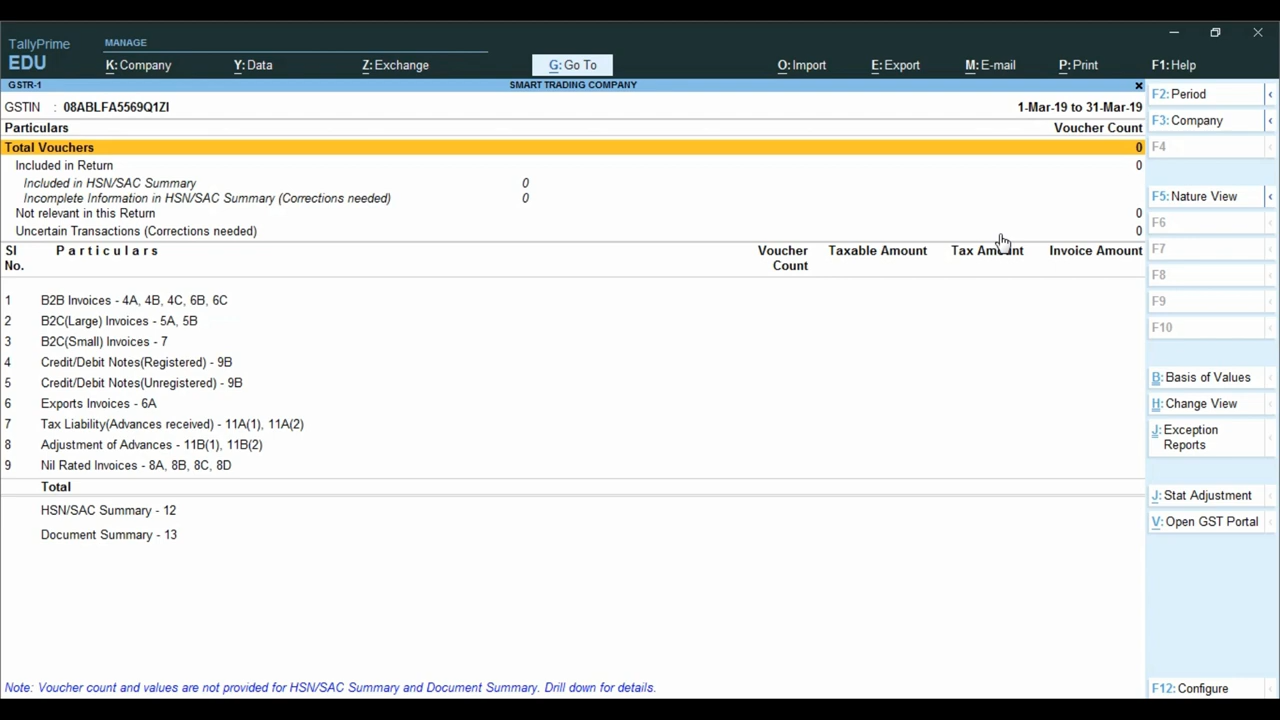 TallyPrime
EDU
MANAGE
K: Company
Y: Data
Z: Exchange
G: Go To
O: Import
E: Export
M: E-mail
P: Print
F1: Help
GSTR-1
SMART TRADING COMPANY
GSTIN : 08ABLFA5569Q1ZI
1-Mar-19 to 31-Mar-19
Particulars
Voucher Count
Total Vouchers 0
Included in Return 0
Included in HSN/SAC Summary 0
Incomplete Information in HSN/SAC Summary (Corrections needed) 0
Not relevant in this Return 0
Uncertain Transactions (Corrections needed) 0
Sl Particulars Voucher Taxable Amount Tax Amount Invoice Amount
No. Count
1 B2B Invoices - 4A, 4B, 4C, 6B, 6C
2 B2C(Large) Invoices - 5A, 5B
3 B2C(Small) Invoices - 7
4 Credit/Debit Notes(Registered) - 9B
5 Credit/Debit Notes(Unregistered) - 9B
6 Exports Invoices - 6A
7 Tax Liability(Advances received) - 11A(1), 11A(2)
8 Adjustment of Advances - 11B(1), 11B(2)
9 Nil Rated Invoices - 8A, 8B, 8C, 8D
Total
HSN/SAC Summary - 12
Document Summary - 13
Note: Voucher count and values are not provided for HSN/SAC Summary and Document Summary. Drill down for details.
F2: Period
F3: Company
F4
F5: Nature View
F6
F7
F8
F9
F10
B: Basis of Values
H: Change View
J: Exception
Reports
J: Stat Adjustment
V: Open GST Portal
F12: Configure